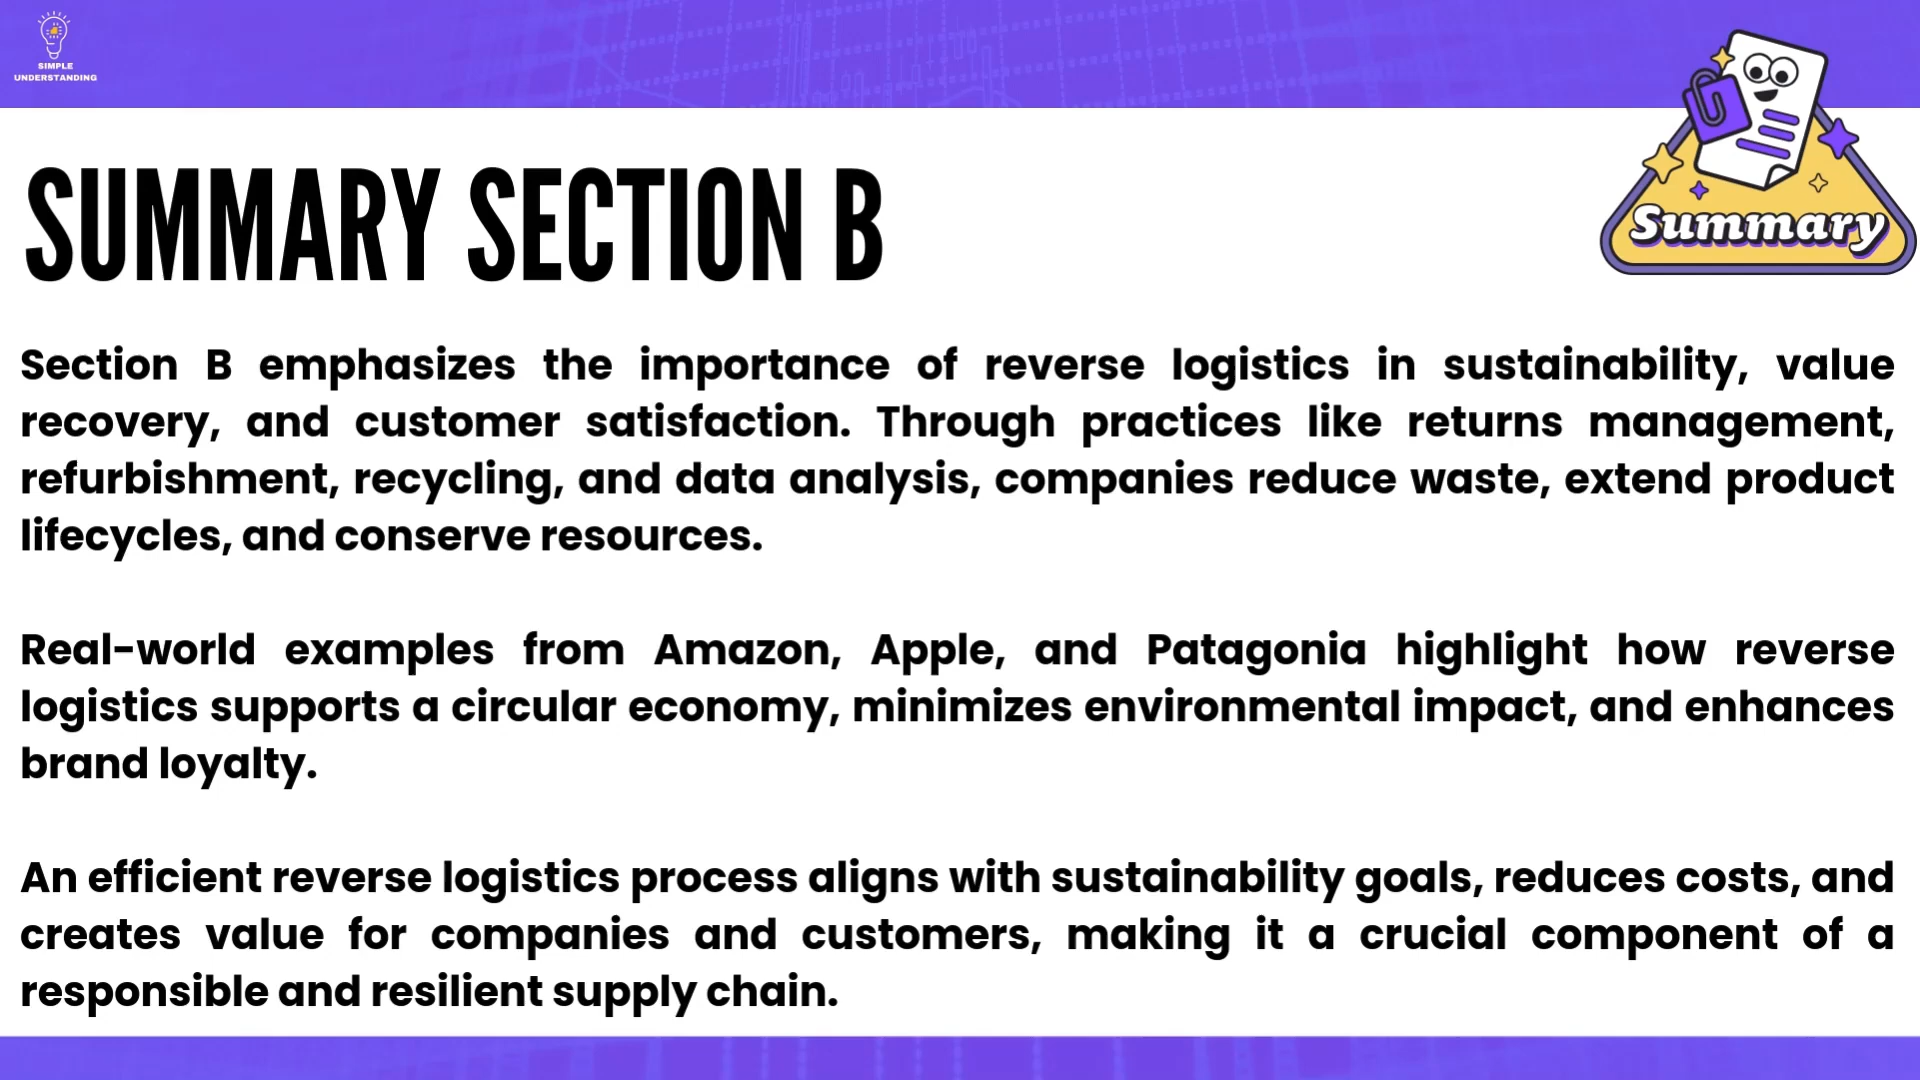 SIMPLE
UNDERSTANDING
Summary
SUMMARY SECTION B
Section B emphasizes the importance of reverse logistics in sustainability, value
recovery, and customer satisfaction. Through practices like returns management,
refurbishment, recycling, and data analysis, companies reduce waste, extend product
lifecycles, and conserve resources.
Real-world examples from Amazon, Apple, and Patagonia highlight how reverse
logistics supports a circular economy, minimizes environmental impact, and enhances
brand loyalty.
An efficient reverse logistics process aligns with sustainability goals, reduces costs, and
creates value for companies and customers, making it a crucial component of a
responsible and resilient supply chain.